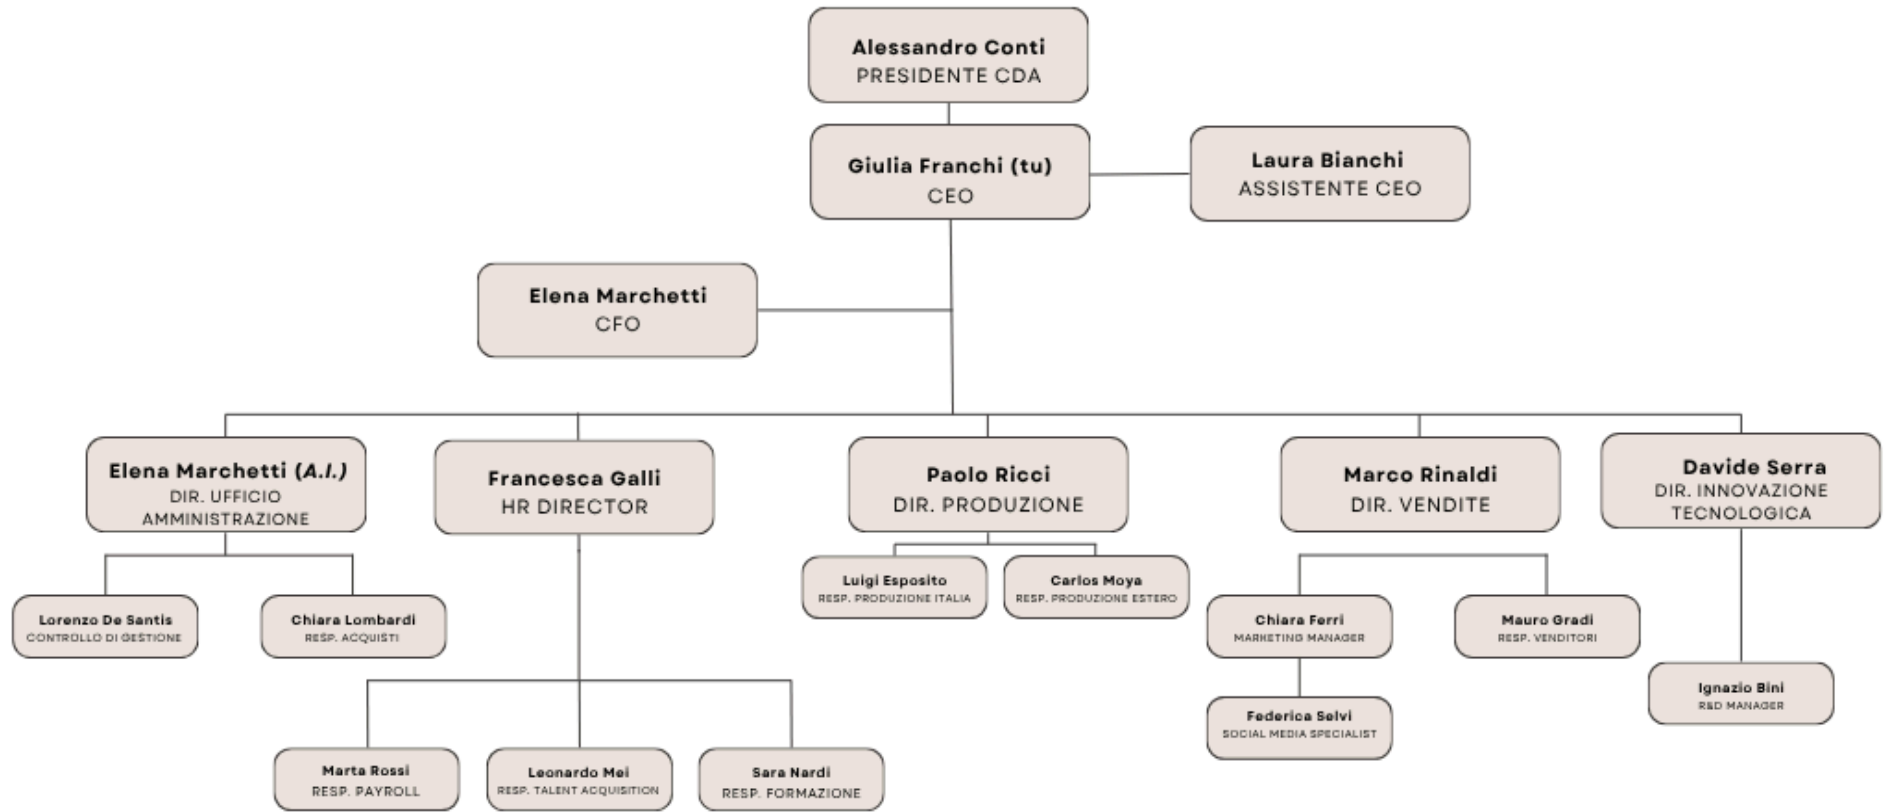 Alessandro Conti
PRESIDENTE CDA
Giulia Franchi (tu)
CEO
Laura Bianchi
ASSISTENTE CEO
Elena Marchetti
CFO
Elena Marchetti (A.I.)
DIR. UFFICIO
AMMINISTRAZIONE
Francesca Galli
HR DIRECTOR
Paolo Ricci
DIR. PRODUZIONE
Marco Rinaldi
DIR. VENDITE
Davide Serra
DIR. INNOVAZIONE
TECNOLOGICA
Lorenzo De Santis
CONTROLLO DI GESTIONE
Chiara Lombardi
RESP. ACQUISTI
Luigi Esposito
RESP. PRODUZIONE ITALIA
Carlos Moya
RESP. PRODUZIONE ESTERO
Chiara Ferri
MARKETING MANAGER
Mauro Gradi
RESP. VENDITORI
Ignazio Bini
R&D MANAGER
Federica Selvi
SOCIAL MEDIA SPECIALIST
Marta Rossi
RESP. PAYROLL
Leonardo Mei
RESP. TALENT ACQUISITION
Sara Nardi
RESP. FORMAZIONE